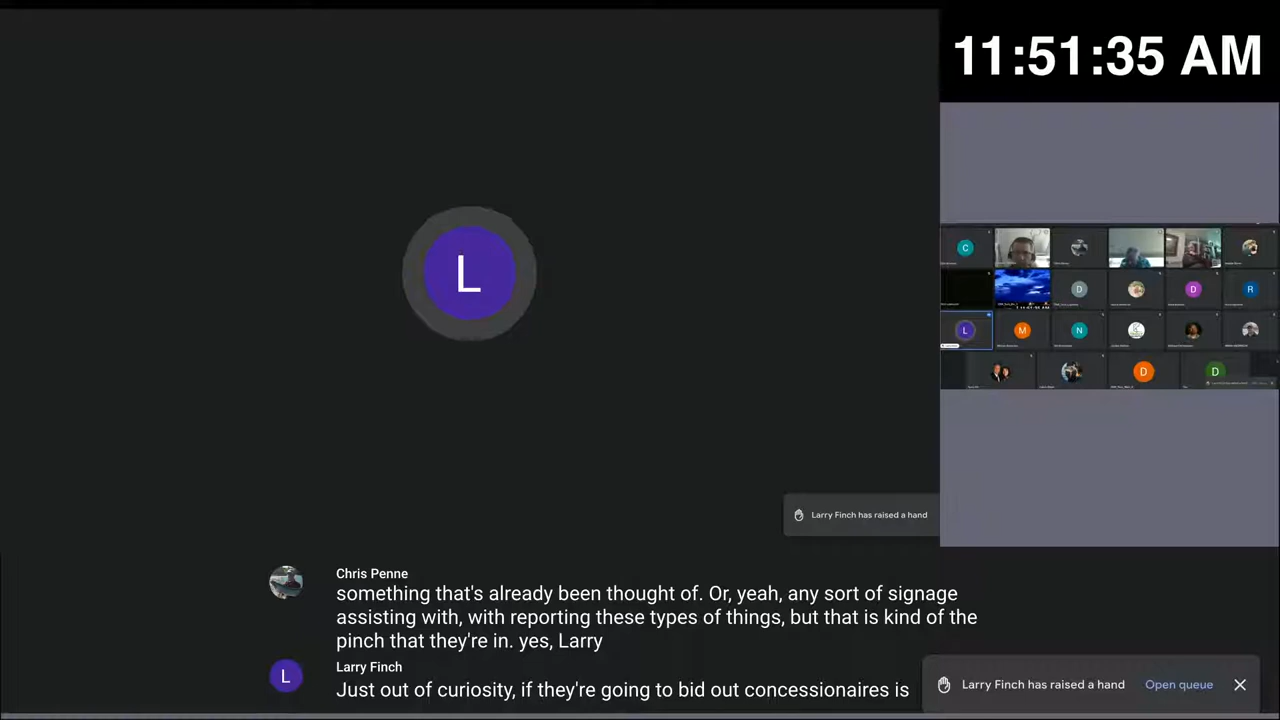 11:51:35 AM
L
C
D
D
R
L
M
N
D
D
Larry Finch has raised a hand
Chris Penne
something that's already been thought of. Or, yeah, any sort of signage
assisting with, with reporting these types of things, but that is kind of the
pinch that they're in. yes, Larry
Larry Finch
L
Just out of curiosity, if they're going to bid out concessionaires is
Larry Finch has raised a hand Open queue